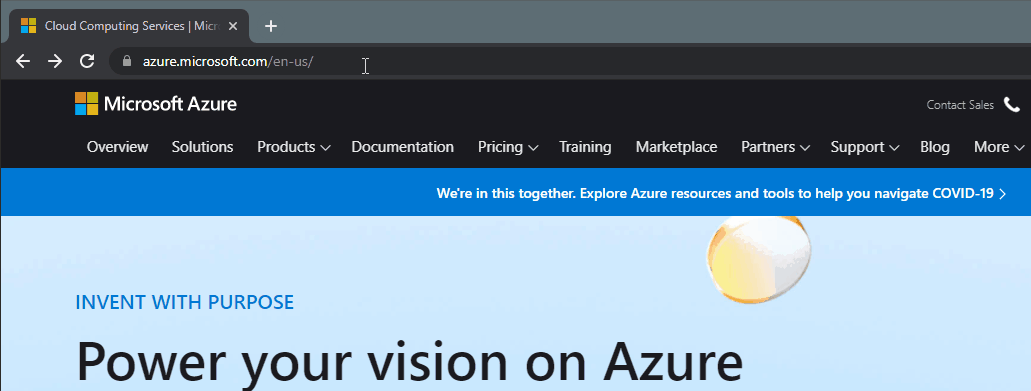 Cloud Computing Services | Micr
azure.microsoft.com/en-us/
Microsoft Azure
Contact Sales
Overview Solutions Products Documentation Pricing Training Marketplace Partners Support Blog More
We're in this together. Explore Azure resources and tools to help you navigate COVID-19
INVENT WITH PURPOSE
Power your vision on Azure